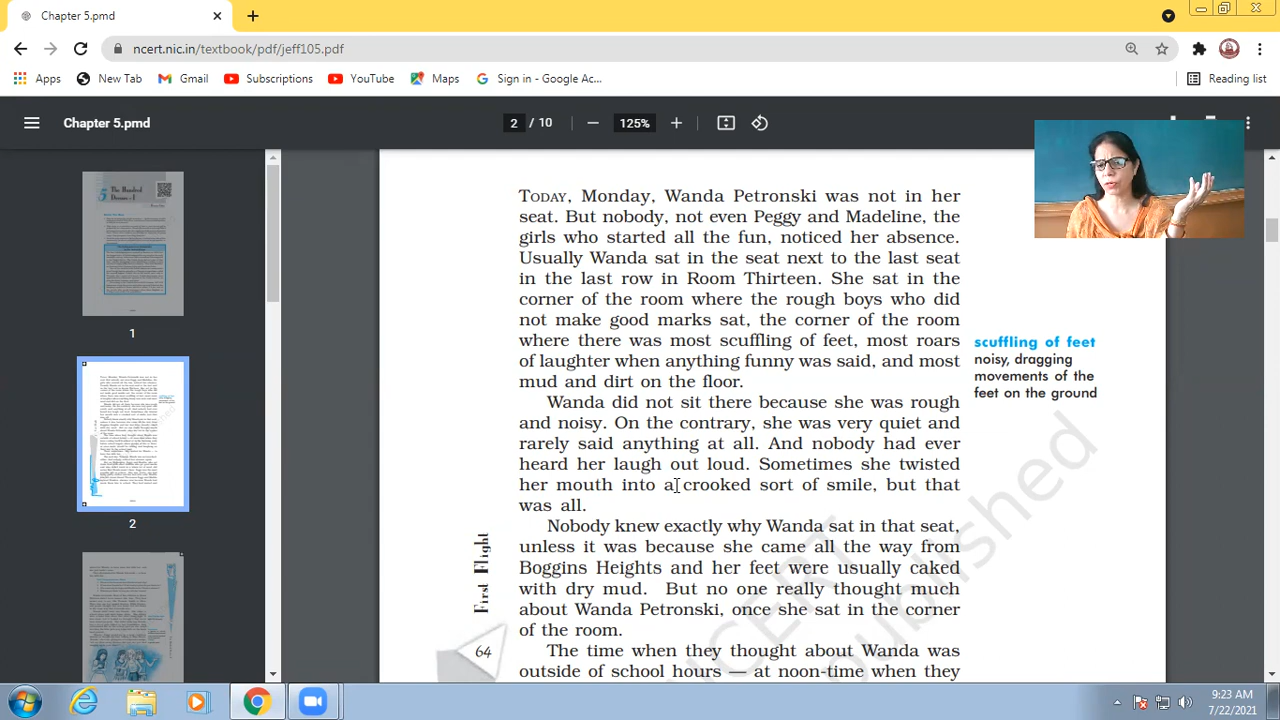 Chapter 5.pmd
ncert.nic.in/textbook/pdf/jeff105.pdf
Apps
New Tab
Gmail
Subscriptions
YouTube
Maps
Sign in - Google Ac...
Reading list
Chapter 5.pmd
2 / 10
125%
5
The Hundred
Dresses–I
1
2
TODAY, Monday, Wanda Petronski was not in her
seat. But nobody, not even Peggy and Madeline, the
girls who started all the fun, noticed her absence.
Usually Wanda sat in the seat next to the last seat
in the last row in Room Thirteen. She sat in the
corner of the room where the rough boys who did
not make good marks sat, the corner of the room
where there was most scuffling of feet, most roars
of laughter when anything funny was said, and most
mud and dirt on the floor.
Wanda did not sit there because she was rough
and noisy. On the contrary, she was very quiet and
rarely said anything at all. And nobody had ever
heard her laugh out loud. Sometimes she twisted
her mouth into a crooked sort of smile, but that
was all.
Nobody knew exactly why Wanda sat in that seat,
unless it was because she came all the way from
Boggins Heights and her feet were usually caked
with dry mud. But no one really thought much
about Wanda Petronski, once she sat in the corner
of the room.
The time when they thought about Wanda was
outside of school hours — at noon-time when they
scuffling of feet
noisy, dragging
movements of the
feet on the ground
First Flight
64
9:23 AM
7/22/2021